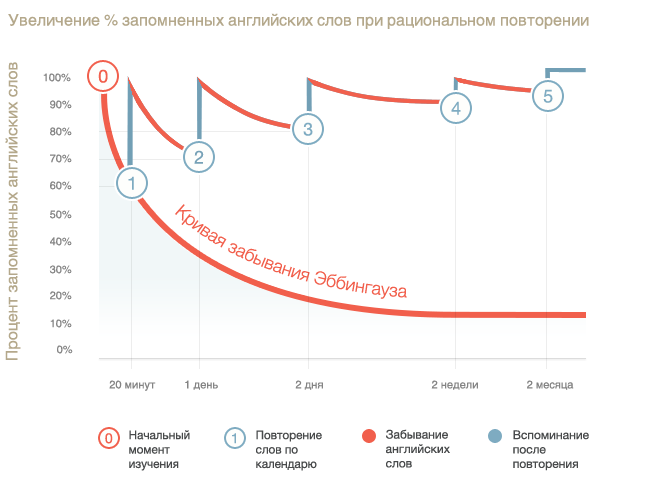 Увеличение % запомненных английских слов при рациональном повторении
Процент запомненных английских слов
100%
90%
80%
70%
60%
50%
40%
30%
20%
10%
0%
0
1
2
3
4
5
Кривая забывания Эббингауза
20 минут
1 день
2 дня
2 недели
2 месяца
0
Начальный
момент
изучения
1
Повторение
слов по
календарю
Забывание
английских
слов
Вспоминание
после
повторения